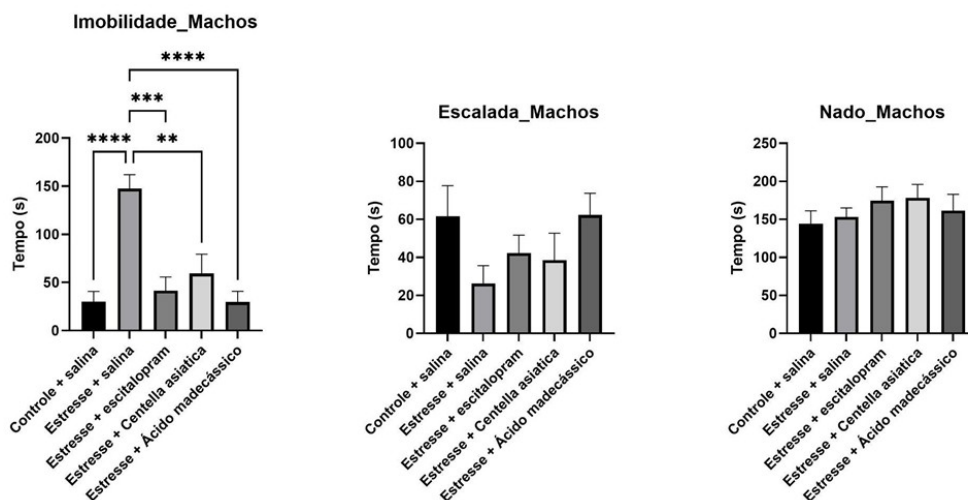 Imobilidade_Machos
****
***
****
**
Tempo (s)
200
150
100
50
0
Controle + salina
Estresse + salina
Estresse + escitalopram
Estresse + Centella asiatica
Estresse + Ácido madecássico
Escalada_Machos
Tempo (s)
80
60
40
20
0
Controle + salina
Estresse + salina
Estresse + escitalopram
Estresse + Centella asiatica
Estresse + Ácido madecássico
Nado_Machos
Tempo (s)
250
200
150
100
50
0
Controle + salina
Estresse + salina
Estresse + escitalopram
Estresse + Centella asiatica
Estresse + Ácido madecássico